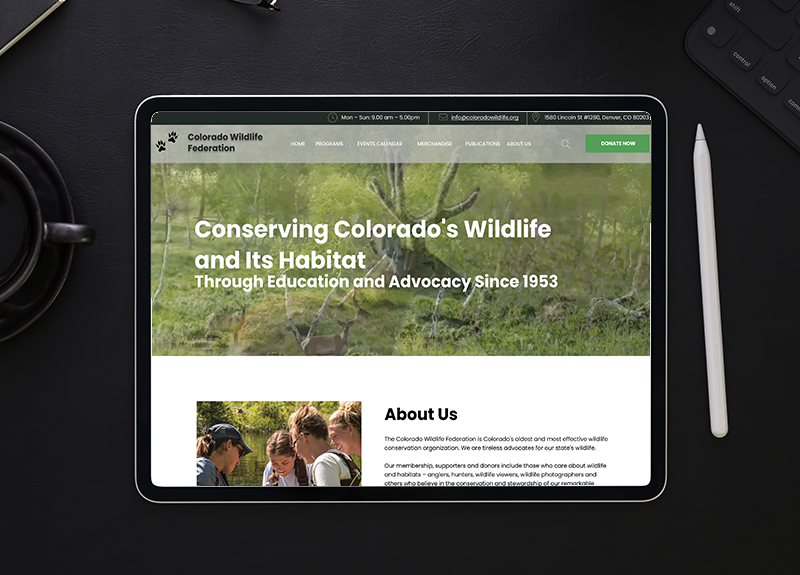 Mon – Sun: 9.00 am – 5.00pm
info@coloradowildlife.org
1580 Lincoln St #1280, Denver, CO 80203
Colorado Wildlife
Federation
HOME PROGRAMS EVENTS CALENDAR MERCHANDISE PUBLICATIONS ABOUT US
DONATE NOW
Conserving Colorado's Wildlife
and Its Habitat
Through Education and Advocacy Since 1953
About Us
The Colorado Wildlife Federation is Colorado's oldest and most effective wildlife
conservation organization. We are tireless advocates for our state's wildlife.
Our membership, supporters and donors include those who care about wildlife
and habitats – anglers, hunters, wildlife viewers, wildlife photographers and
others who believe in the conservation and stewardship of our remarkable
shift
control
option